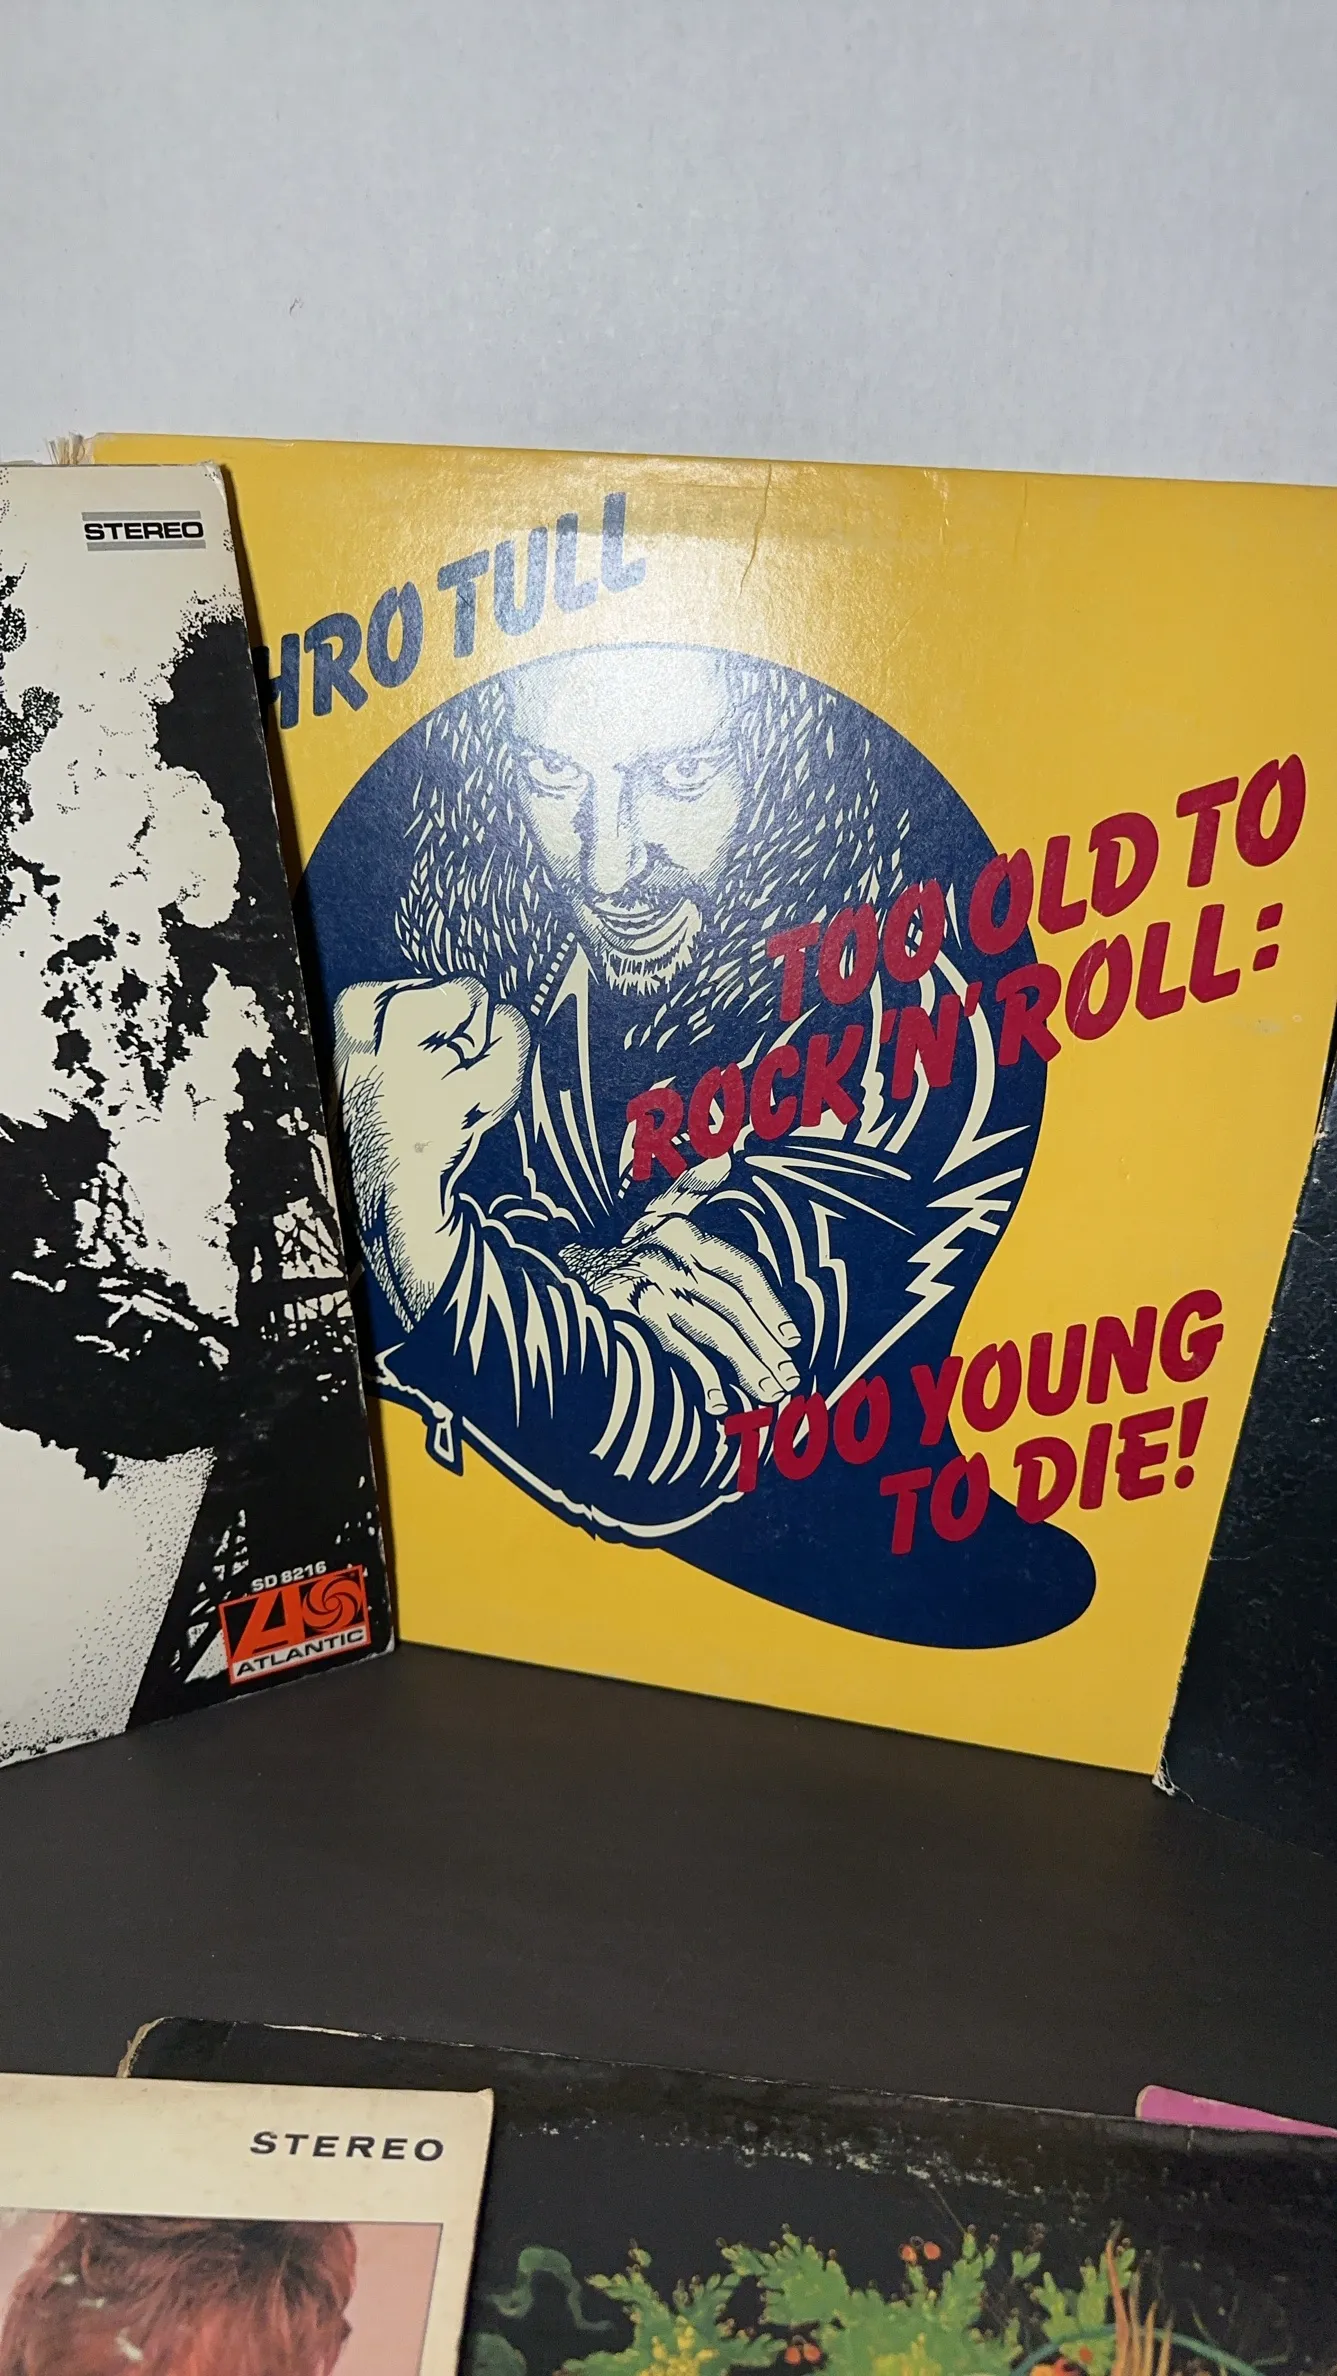 STEREO
HRO TULL
TOO OLD TO
ROCK 'N' ROLL:
TOO YOUNG
TO DIE!
SD 8216
ATLANTIC
STEREO